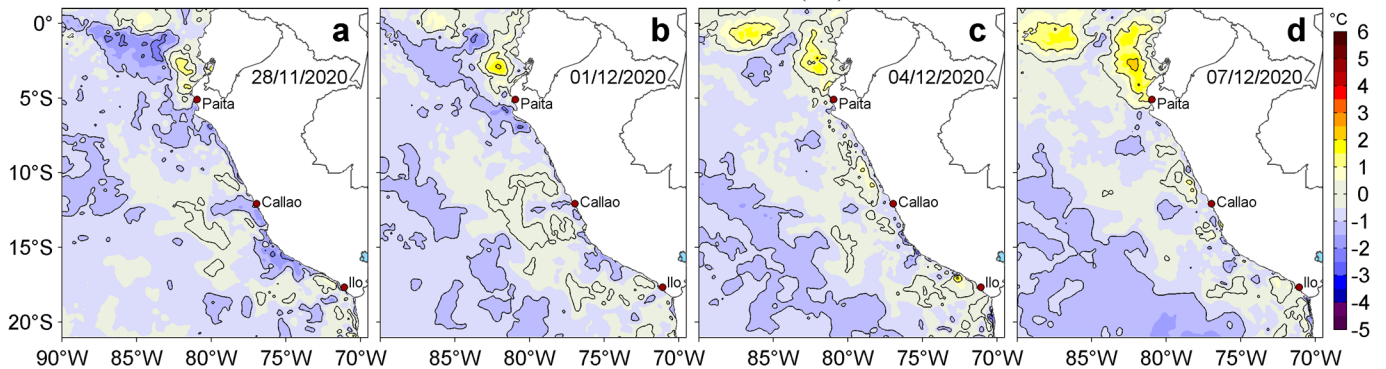 a
28/11/2020
Paita
Callao
Ilo
b
01/12/2020
Paita
Callao
Ilo
c
04/12/2020
Paita
Callao
Ilo
d
07/12/2020
Paita
Callao
Ilo
°C
6
5
4
3
2
1
0
-1
-2
-3
-4
-5
0°
5°S
10°S
15°S
20°S
90°W 85°W 80°W 75°W 70°W
85°W 80°W 75°W 70°W
85°W 80°W 75°W 70°W
85°W 80°W 75°W 70°W